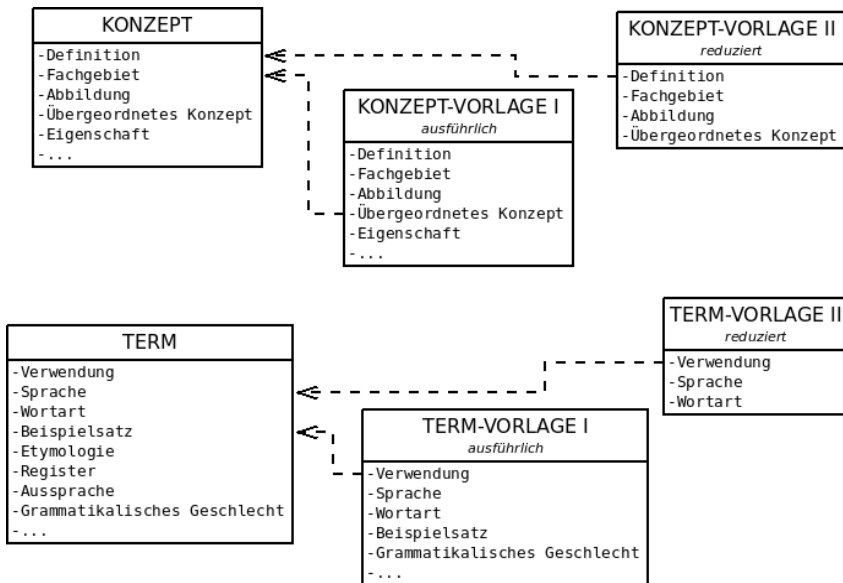 KONZEPT
-Definition
-Fachgebiet
-Abbildung
-Übergeordnetes Konzept
-Eigenschaft
-...
KONZEPT-VORLAGE I
ausführlich
-Definition
-Fachgebiet
-Abbildung
-Übergeordnetes Konzept
-Eigenschaft
-...
KONZEPT-VORLAGE II
reduziert
-Definition
-Fachgebiet
-Abbildung
-Übergeordnetes Konzept
TERM
-Verwendung
-Sprache
-Wortart
-Beispielsatz
-Etymologie
-Register
-Aussprache
-Grammatikalisches Geschlecht
-...
TERM-VORLAGE I
ausführlich
-Verwendung
-Sprache
-Wortart
-Beispielsatz
-Grammatikalisches Geschlecht
-...
TERM-VORLAGE II
reduziert
-Verwendung
-Sprache
-Wortart